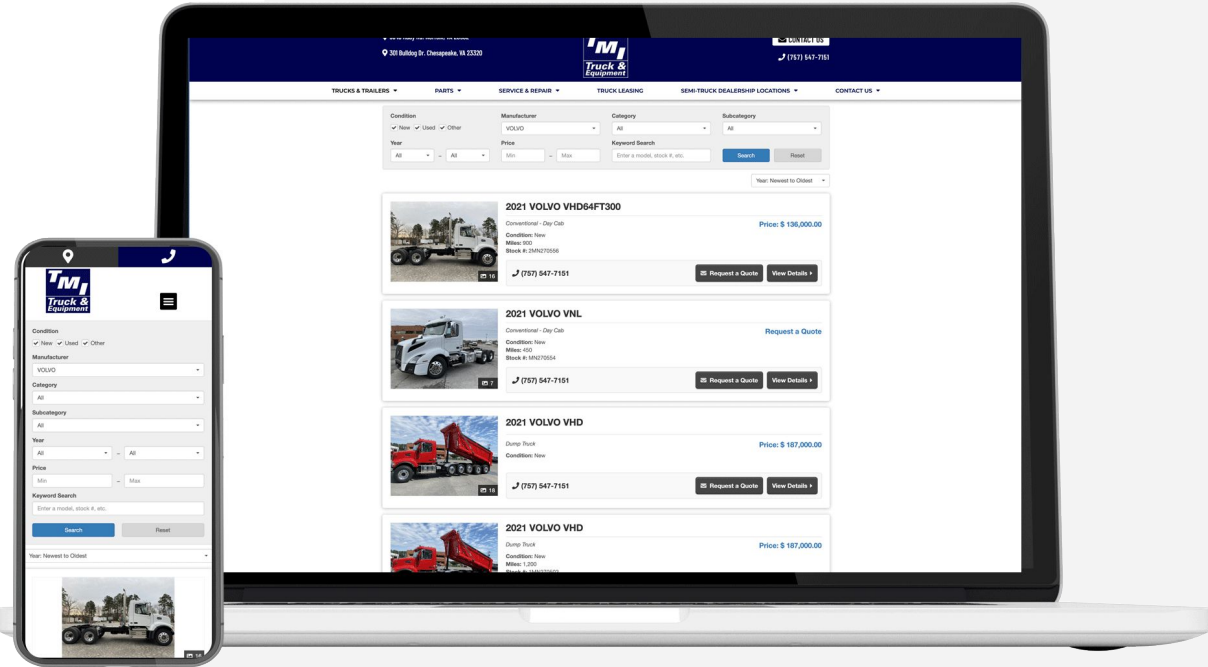 301 Bulldog Dr. Chesapeake, VA 23320
TMI
Truck &
Equipment
CONTACT US
(757) 547-7151
TRUCKS & TRAILERS
PARTS
SERVICE & REPAIR
TRUCK LEASING
SEMI-TRUCK DEALERSHIP LOCATIONS
CONTACT US
Condition
Manufacturer
Category
Subcategory
New Used Other
VOLVO
All
All
Year
Price
Keyword Search
All – All
Min – Max
Enter a model, stock #, etc.
Search
Reset
Year: Newest to Oldest
2021 VOLVO VHD64FT300
Conventional - Day Cab
Price: $ 136,000.00
Condition: New
Miles: 900
Stock #: 2MN270556
16
(757) 547-7151
Request a Quote
View Details
2021 VOLVO VNL
Conventional - Day Cab
Request a Quote
Condition: New
Miles: 450
Stock #: MN270554
7
(757) 547-7151
Request a Quote
View Details
2021 VOLVO VHD
Dump Truck
Price: $ 187,000.00
Condition: New
18
(757) 547-7151
Request a Quote
View Details
2021 VOLVO VHD
Dump Truck
Price: $ 187,000.00
Condition: New
Miles: 1,200
TMI
Truck &
Equipment
Condition
New Used Other
Manufacturer
VOLVO
Category
All
Subcategory
All
Year
All – All
Price
Min – Max
Keyword Search
Enter a model, stock #, etc.
Search
Reset
Year: Newest to Oldest